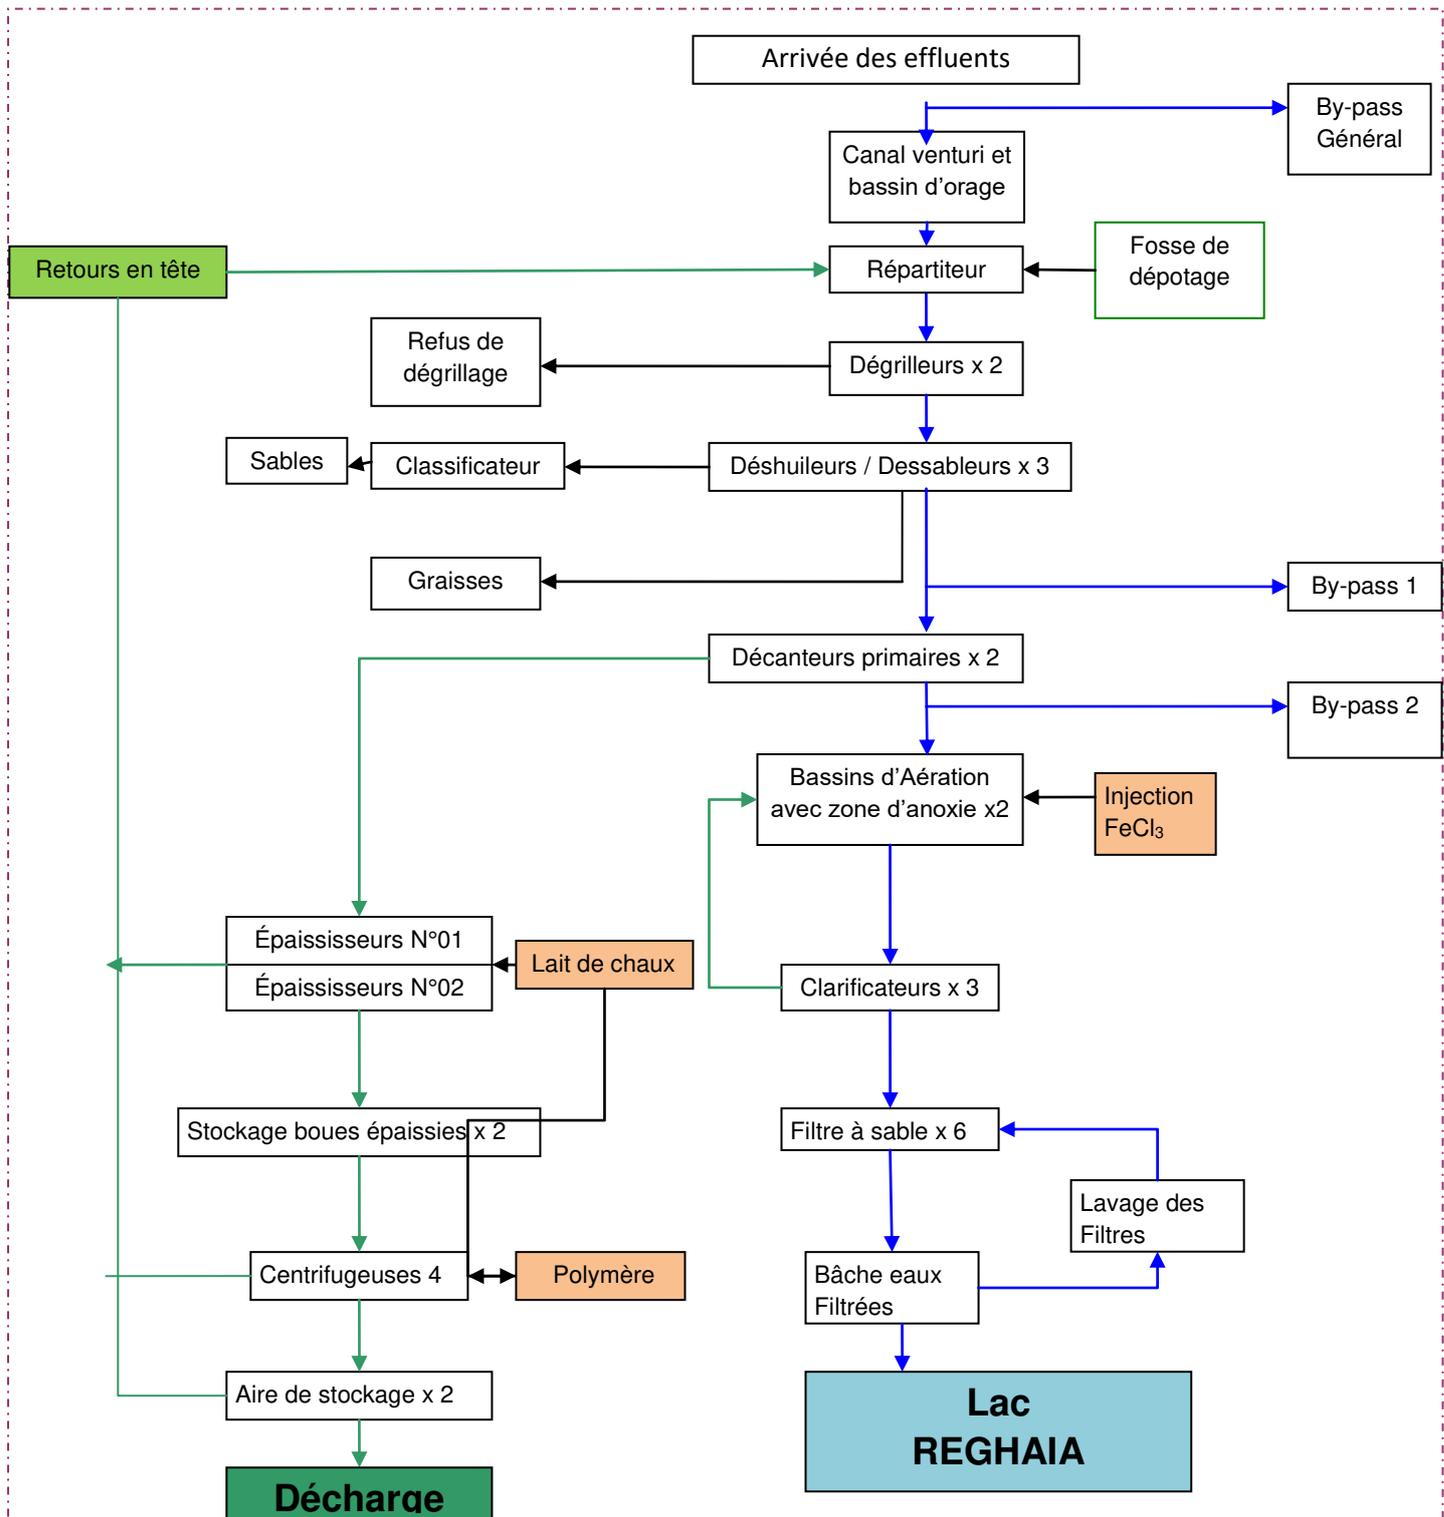 Arrivée des effluents
By-pass
Général
Canal venturi et
bassin d’orage
Retours en tête
Répartiteur
Fosse de
dépotage
Refus de
dégrillage
Dégrilleurs x 2
Sables
Classificateur
Déshuileurs / Dessableurs x 3
Graisses
By-pass 1
Décanteurs primaires x 2
By-pass 2
Bassins d’Aération
avec zone d’anoxie x2
Injection
FeCl₃
Épaississeurs N°01
Lait de chaux
Épaississeurs N°02
Clarificateurs x 3
Stockage boues épaissies x 2
Filtre à sable x 6
Lavage des
Filtres
Centrifugeuses 4
Polymère
Bâche eaux
Filtrées
Aire de stockage x 2
Lac
REGHAIA
Décharge